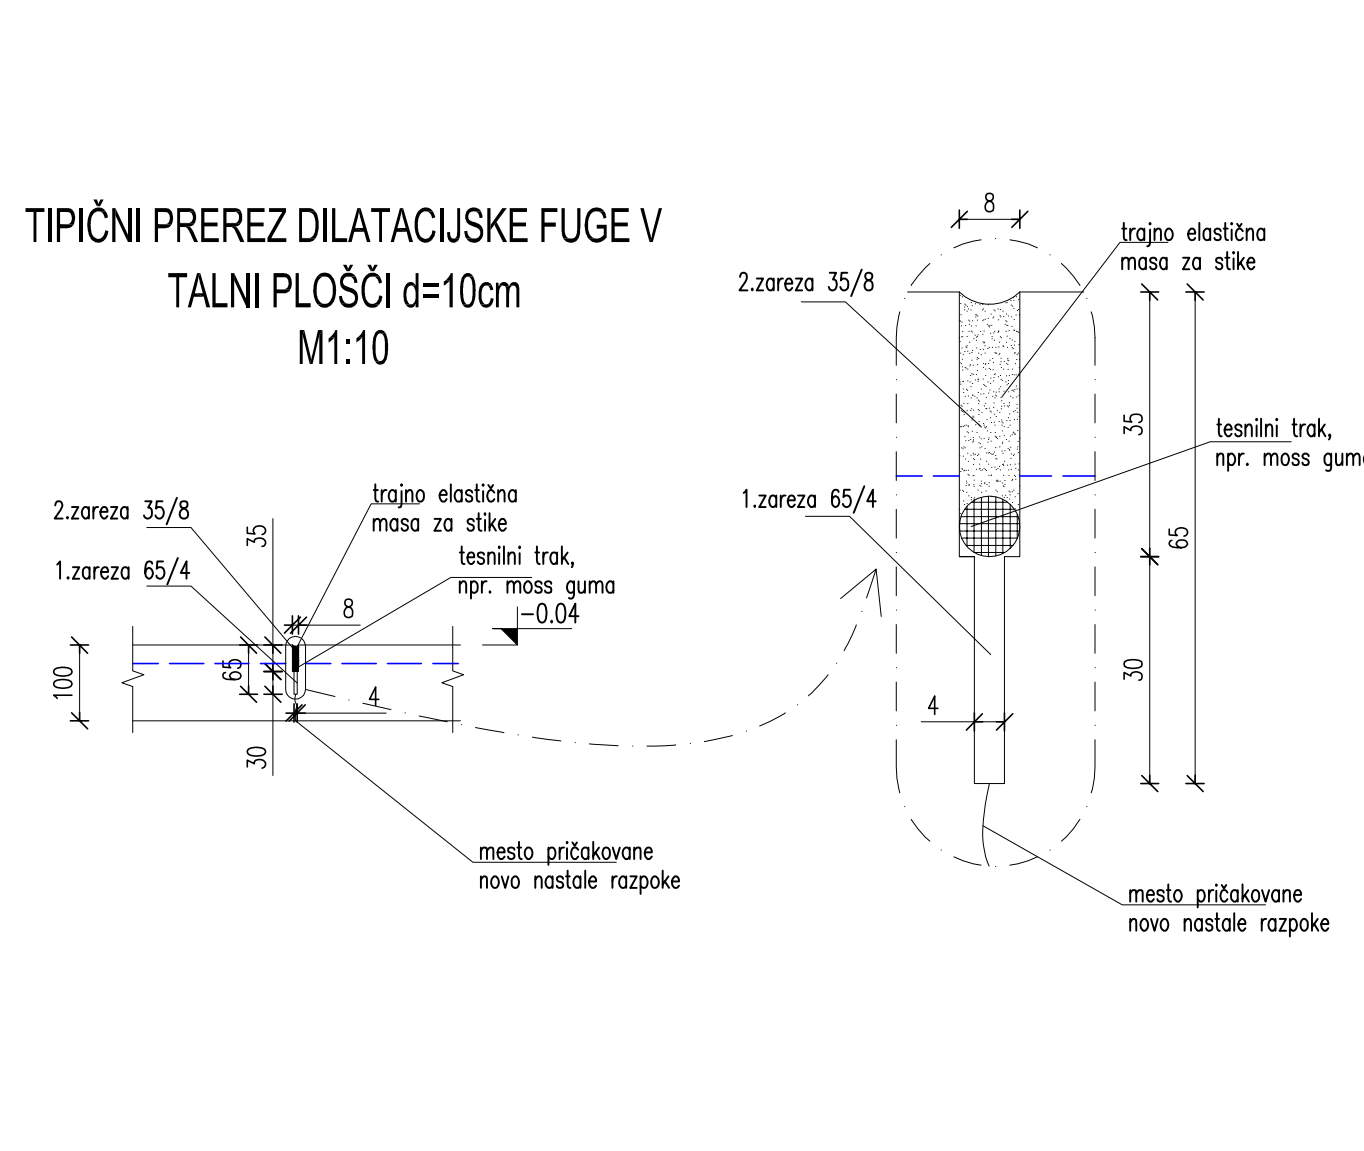 TIPIČNI PREREZ DILATACIJSKE FUGE V
TALNI PLOŠČI d=10cm
M1:10
2.zareza 35/8
1.zareza 65/4
trajno elastična
masa za stike
tesnilni trak,
npr. moss guma
-0.04
35
8
65
100
4
30
mesto pričakovane
novo nastale razpoke
8
trajno elastična
masa za stike
2.zareza 35/8
tesnilni trak,
npr. moss guma
1.zareza 65/4
35
65
30
4
mesto pričakovane
novo nastale razpoke